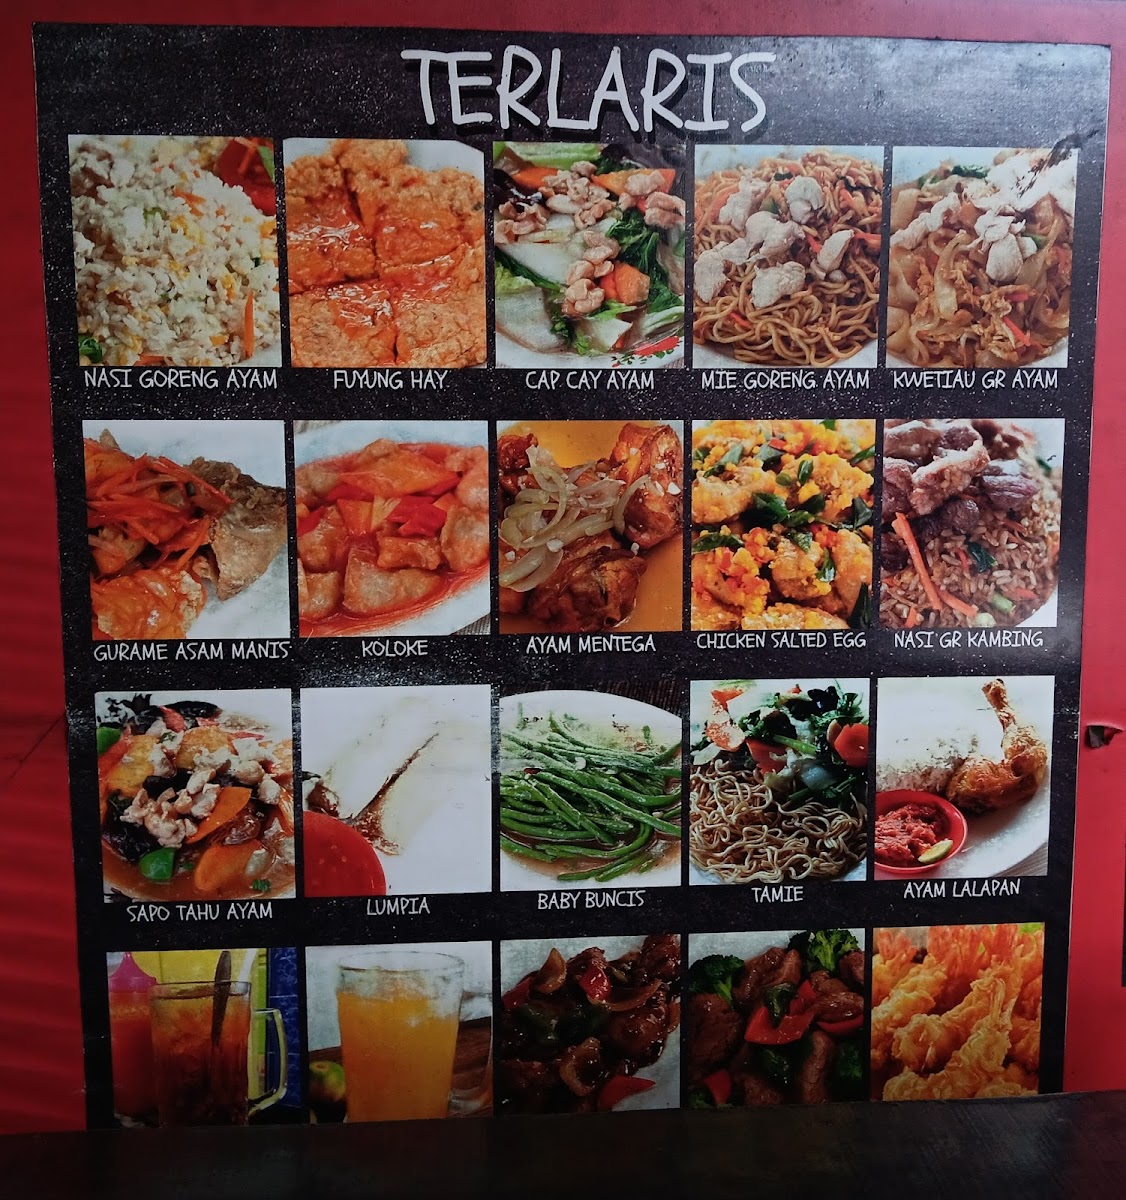 TERLARIS
NASI GORENG AYAM
FUYUNG HAY
CAP CAY AYAM
MIE GORENG AYAM
KWETIAU GR AYAM
GURAME ASAM MANIS
KOLOKE
AYAM MENTEGA
CHICKEN SALTED EGG
NASI GR KAMBING
SAPO TAHU AYAM
LUMPIA
BABY BUNCIS
TAMIE
AYAM LALAPAN